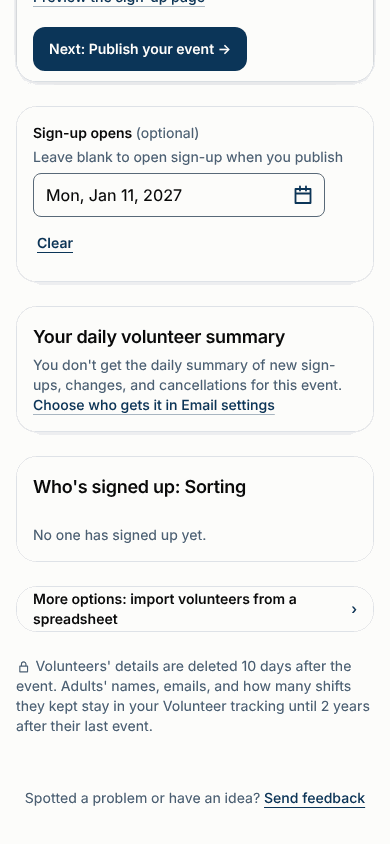 Preview the sign-up page
Next: Publish your event →
Sign-up opens (optional)
Leave blank to open sign-up when you publish
Mon, Jan 11, 2027
Clear
Your daily volunteer summary
You don't get the daily summary of new sign-
ups, changes, and cancellations for this event.
Choose who gets it in Email settings
Who's signed up: Sorting
No one has signed up yet.
More options: import volunteers from a
spreadsheet
Volunteers' details are deleted 10 days after the
event. Adults' names, emails, and how many shifts
they kept stay in your Volunteer tracking until 2 years
after their last event.
Spotted a problem or have an idea? Send feedback